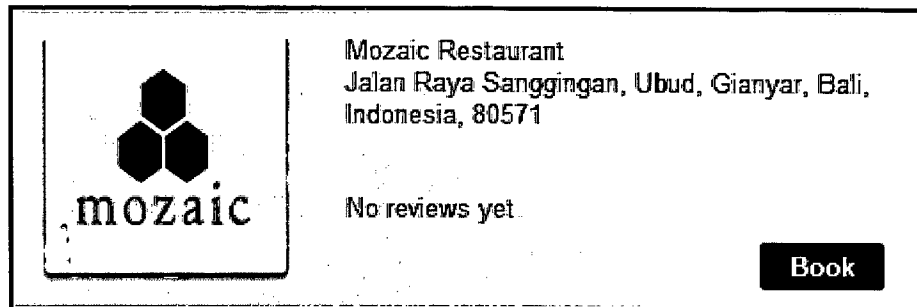 mozaic
Mozaic Restaurant
Jalan Raya Sanggingan, Ubud, Gianyar, Bali,
Indonesia, 80571
No reviews yet
Book